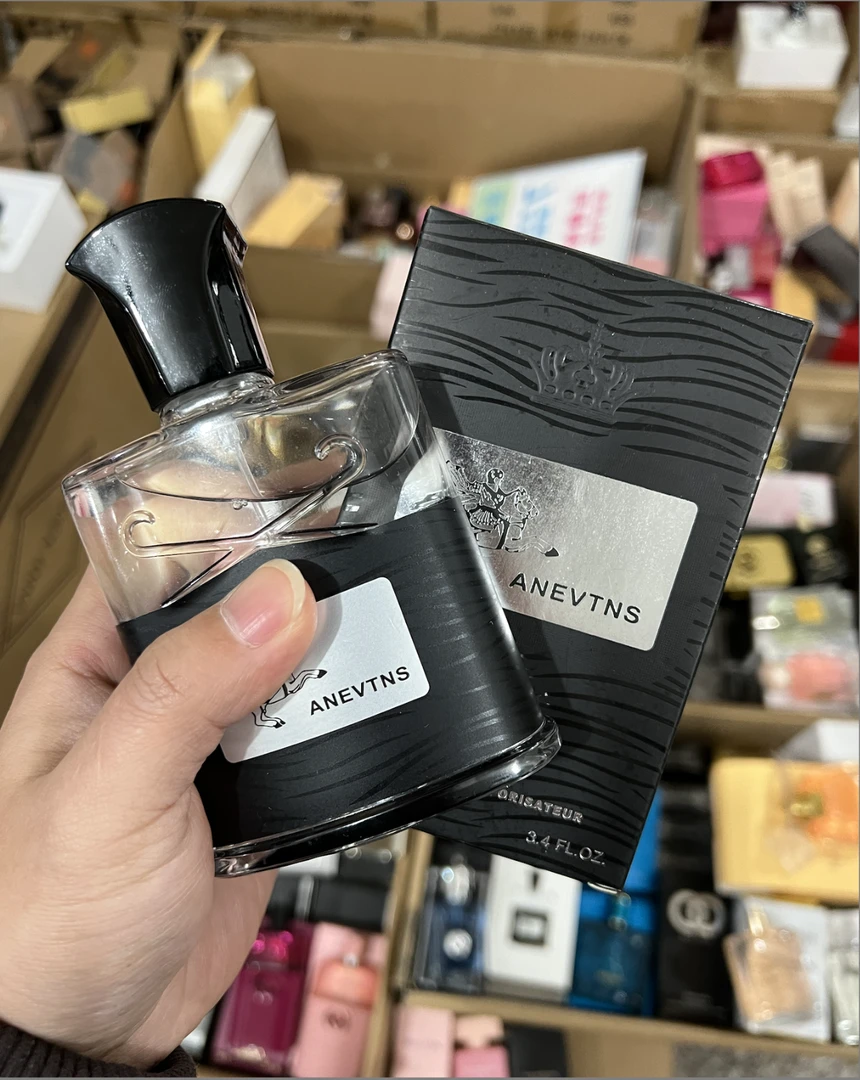 ANEVTNS
ANEVTNS
ORISATEUR
3.4 FL.OZ.